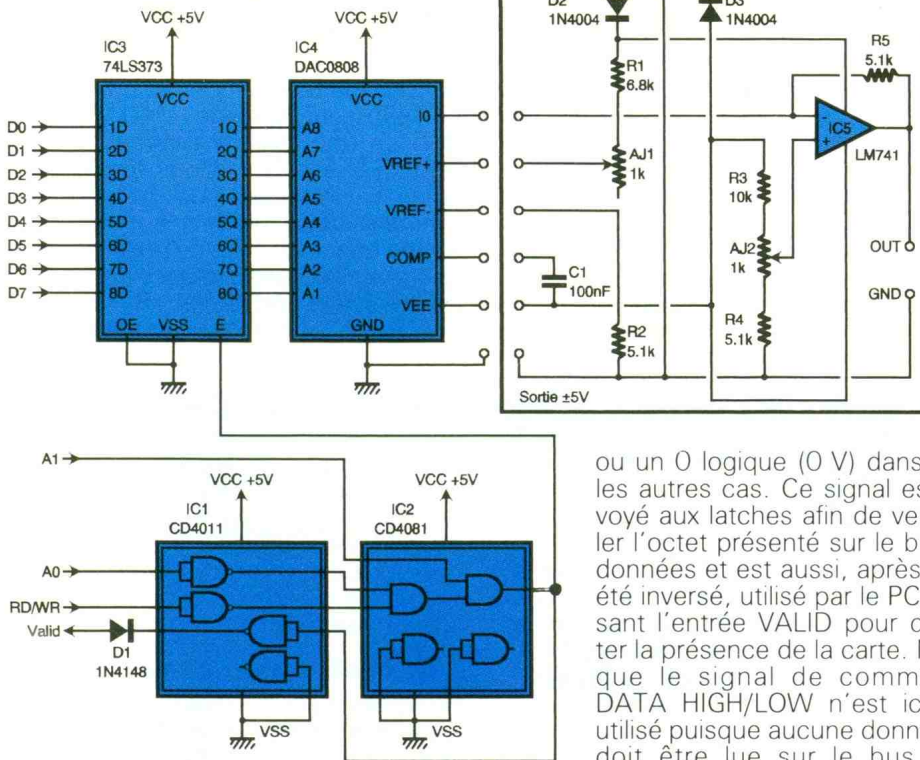 VCC +5V
IC3
74LS373
VCC
D0
D1
D2
D3
D4
D5
D6
D7
1D
2D
3D
4D
5D
6D
7D
8D
1Q
2Q
3Q
4Q
5Q
6Q
7Q
8Q
OE VSS E
VCC +5V
IC4
DAC0808
VCC
A8
A7
A6
A5
A4
A3
A2
A1
I0
VREF+
VREF-
COMP
VEE
GND
D2
1N4004
D3
1N4004
R1
6.8k
AJ1
1k
C1
100nF
R2
5.1k
R3
10k
AJ2
1k
R4
5.1k
R5
5.1k
-
+
IC5
LM741
OUT
GND
Sortie ±5V
A1
A0
RD/WR
Valid
D1
1N4148
VCC +5V
IC1
CD4011
VSS
VCC +5V
IC2
CD4081
VSS
ou un 0 logique (0 V) dans
les autres cas. Ce signal es
voyé aux latches afin de ve
ler l'octet présenté sur le b
données et est aussi, après
été inversé, utilisé par le PC
sant l'entrée VALID pour d
ter la présence de la carte.
que le signal de comm
DATA HIGH/LOW n'est ic
utilisé puisque aucune donn
doit être lue sur le bus